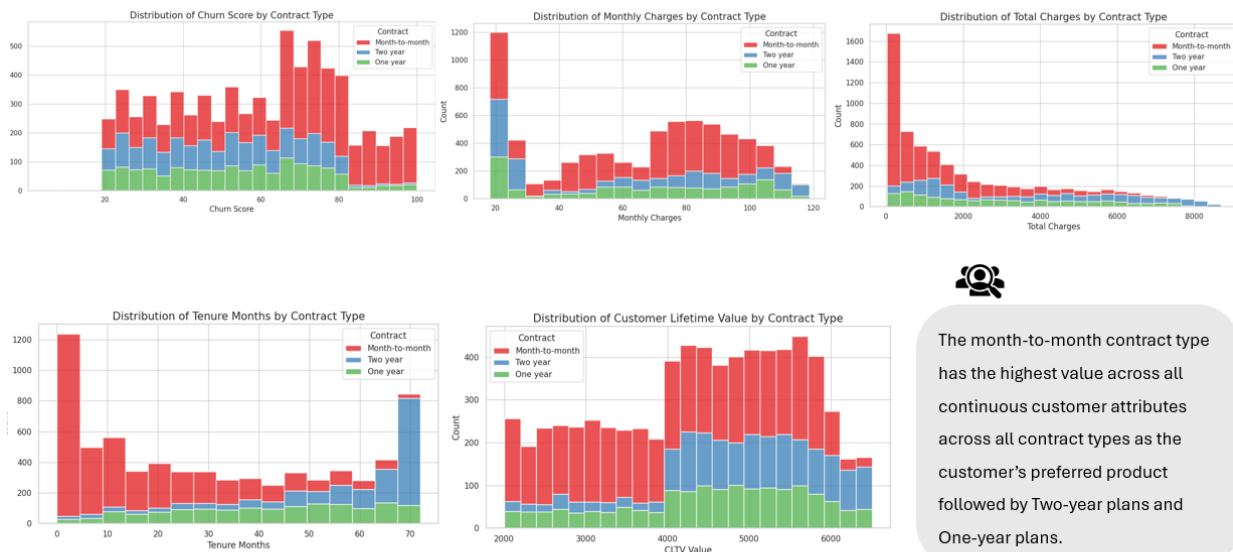 Distribution of Churn Score by Contract Type
Contract
Month-to-month
Two year
One year
500
400
300
200
100
0
0 20 40 60 80 100
Churn Score
Distribution of Monthly Charges by Contract Type
Contract
Month-to-month
Two year
One year
Count
1200
1000
800
600
400
200
0
20 40 60 80 100 120
Monthly Charges
Distribution of Total Charges by Contract Type
Contract
Month-to-month
Two year
One year
Count
1600
1400
1200
1000
800
600
400
200
0
0 2000 4000 6000 8000
Total Charges
Distribution of Tenure Months by Contract Type
Contract
Month-to-month
Two year
One year
1200
1000
800
600
400
200
0
0 10 20 30 40 50 60 70
Tenure Months
Distribution of Customer Lifetime Value by Contract Type
Contract
Month-to-month
Two year
One year
Count
400
300
200
100
0
2000 3000 4000 5000 6000
CLTV Value
The month-to-month contract type
has the highest value across all
continuous customer attributes
across all contract types as the
customer’s preferred product
followed by Two-year plans and
One-year plans.